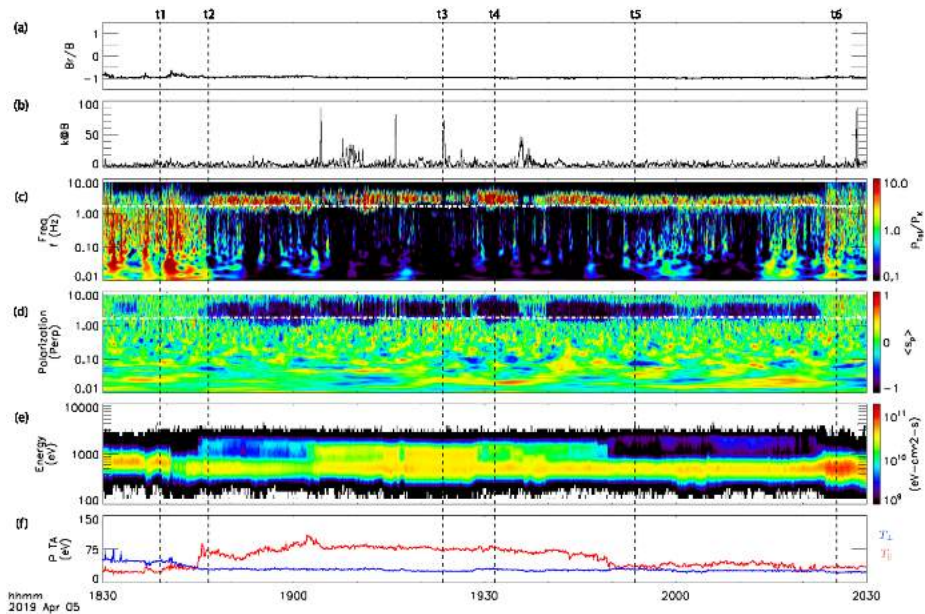 t1 t2 t3 t4 t5 t6
(a)
Br/B
1
0
−1
(b)
k@B
100
50
0
(c)
Freq
f (Hz)
10.00
1.00
0.10
0.01
10.0
1.0
0.1
(d)
Polarization
(Perp)
10.00
1.00
0.10
0.01
1
0
−1
(e)
Energy
(eV)
10000
1000
100
10^11
10^10
10^9
(eV−cm^2−s)
(f)
P TA
(eV)
150
75
0
T⊥
T∥
hhmm
1830 1900 1930 2000 2030
2019 Apr 05